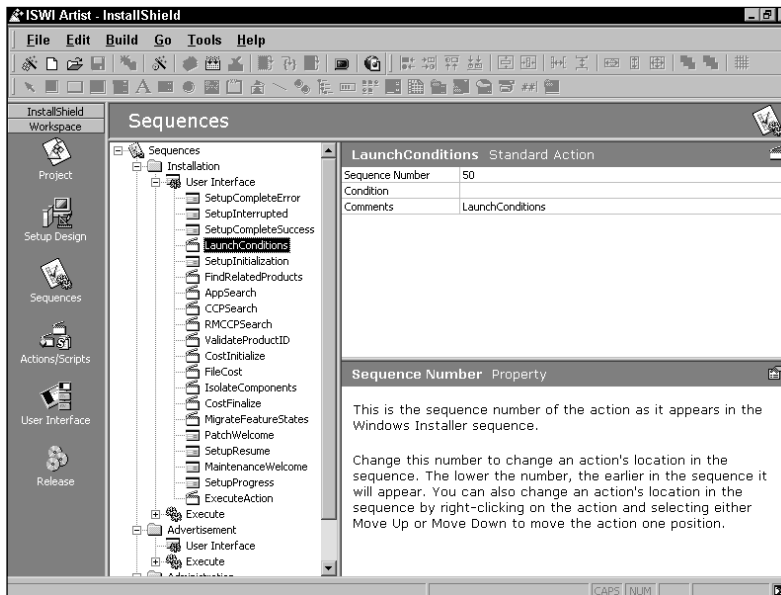 ISWI Artist - InstallShield
File Edit Build Go Tools Help
InstallShield
Workspace
Project
Setup Design
Sequences
Actions/Scripts
User Interface
Release
Sequences
Sequences
Installation
User Interface
SetupCompleteError
SetupInterrupted
SetupCompleteSuccess
LaunchConditions
SetupInitialization
FindRelatedProducts
AppSearch
CCPSearch
RMCCPSearch
ValidateProductID
CostInitialize
FileCost
IsolateComponents
CostFinalize
MigrateFeatureStates
PatchWelcome
SetupResume
MaintenanceWelcome
SetupProgress
ExecuteAction
Execute
Advertisement
User Interface
Execute
LaunchConditions Standard Action
Sequence Number 50
Condition
Comments LaunchConditions
Sequence Number Property
This is the sequence number of the action as it appears in the
Windows Installer sequence.
Change this number to change an action's location in the
sequence. The lower the number, the earlier in the sequence it
will appear. You can also change an action's location in the
sequence by right-clicking on the action and selecting either
Move Up or Move Down to move the action one position.
CAPS NUM